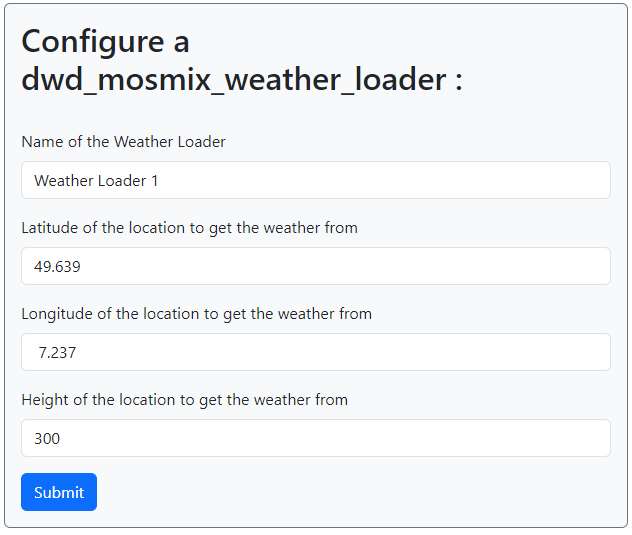 Configure a
dwd_mosmix_weather_loader :
Name of the Weather Loader
Weather Loader 1
Latitude of the location to get the weather from
49.639
Longitude of the location to get the weather from
7.237
Height of the location to get the weather from
300
Submit